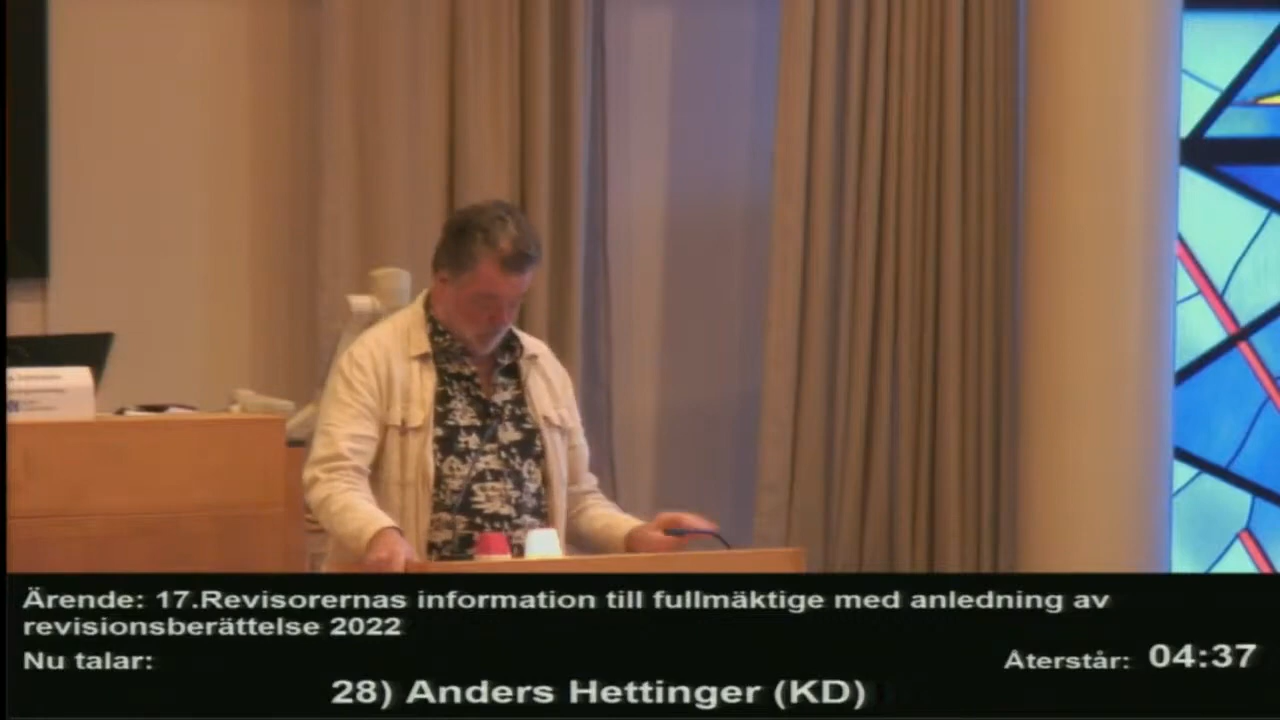 Ärende: 17.Revisorernas information till fullmäktige med anledning av
revisionsberättelse 2022
Nu talar:
Återstår: 04:37
28) Anders Hettinger (KD)